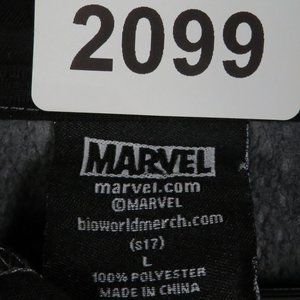 2099
MARVEL
marvel.com
©MARVEL
bioworldmerch.com
(s17)
L
100% POLYESTER
MADE IN CHINA